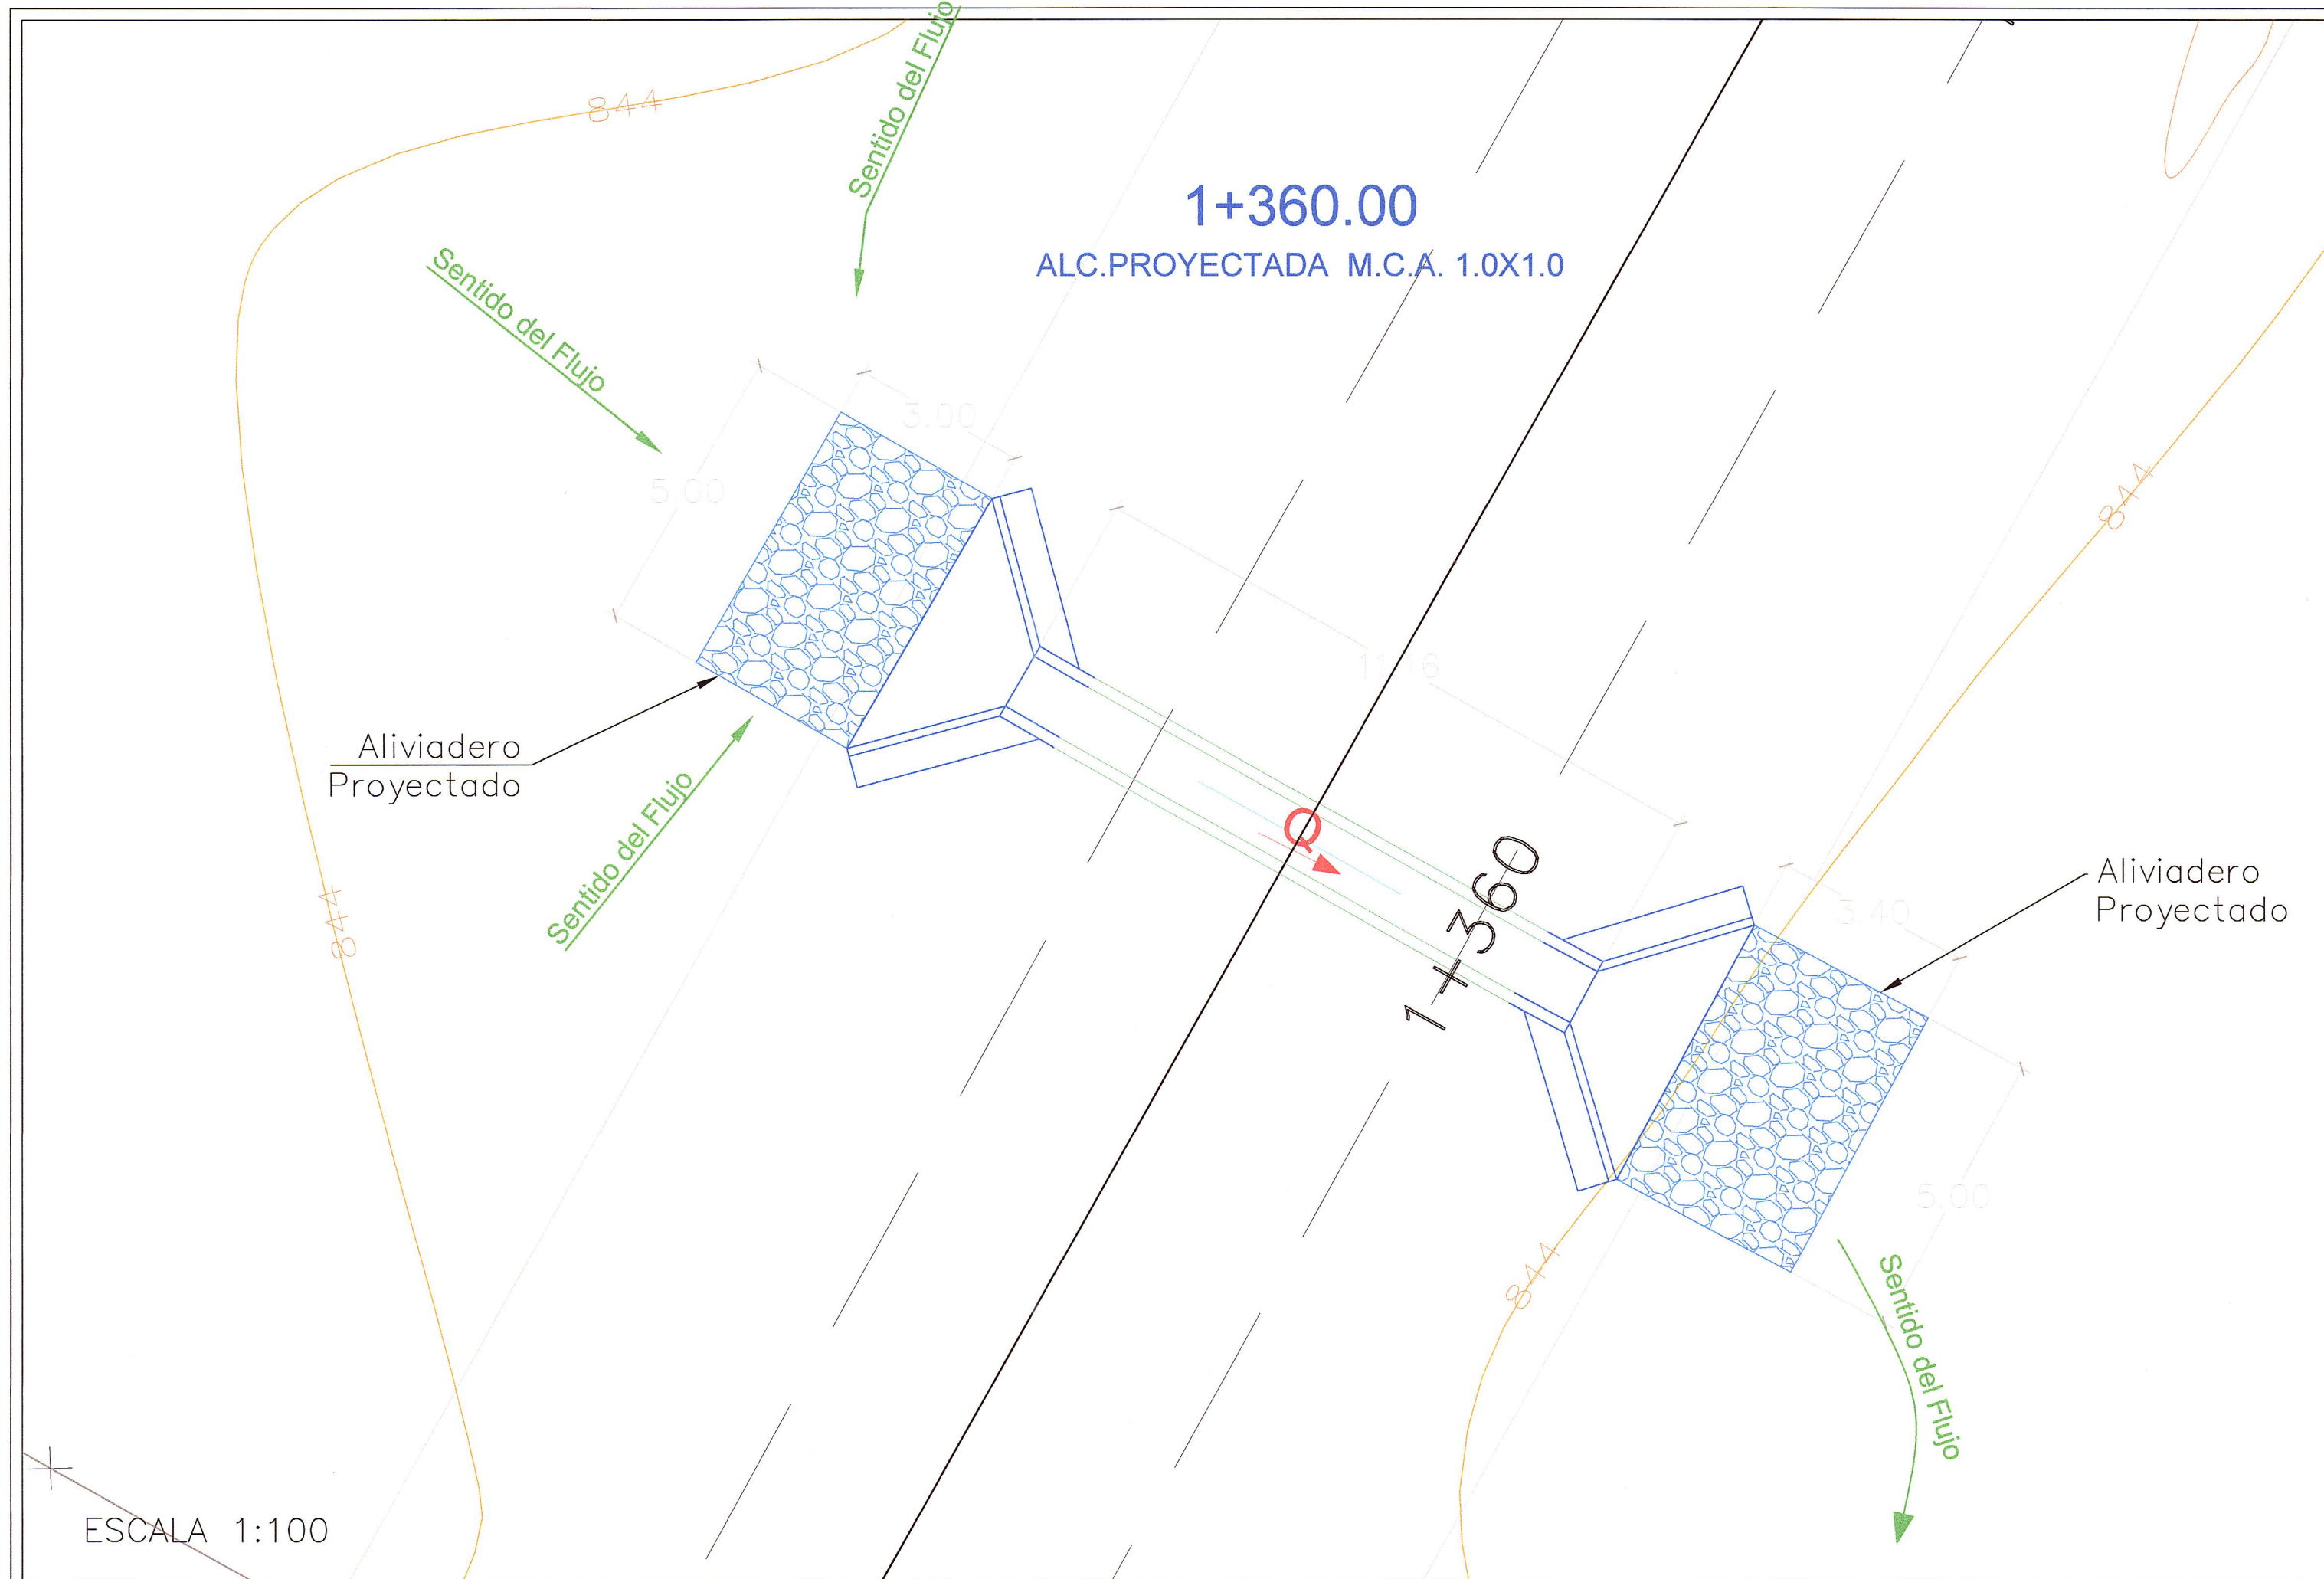 Sentido del Flujo
844
1+360.00
ALC.PROYECTADA M.C.A. 1.0X1.0
Sentido del Flujo
3.00
5.00
844
11.16
Aliviadero
Proyectado
Sentido del Flujo
Q
1+360
844
Aliviadero
Proyectado
3.40
5.00
844
Sentido del Flujo
ESCALA 1:100